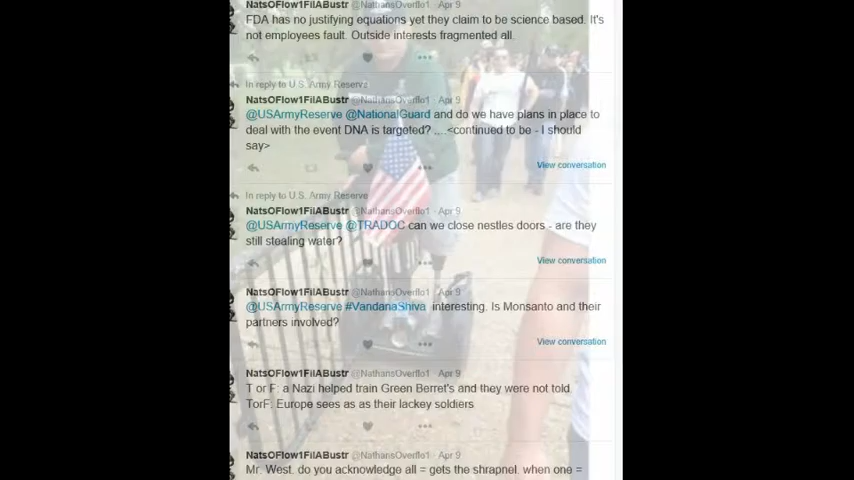 NatsOFlow1FilABustr @NathansOverflo1 · Apr 9
FDA has no justifying equations yet they claim to be science based. It's
not employees fault. Outside interests fragmented all.
In reply to U.S. Army Reserve
NatsOFlow1FilABustr @NathansOverflo1 · Apr 9
@USArmyReserve @NationalGuard and do we have plans in place to
deal with the event DNA is targeted? ....<continued to be - I should
say>
View conversation
In reply to U.S. Army Reserve
NatsOFlow1FilABustr @NathansOverflo1 · Apr 9
@USArmyReserve @TRADOC can we close nestles doors - are they
still stealing water?
View conversation
NatsOFlow1FilABustr @NathansOverflo1 · Apr 9
@USArmyReserve #VandanaShiva interesting. Is Monsanto and their
partners involved?
View conversation
NatsOFlow1FilABustr @NathansOverflo1 · Apr 9
T or F: a Nazi helped train Green Berret's and they were not told
TorF: Europe sees as as their lackey soldiers
NatsOFlow1FilABustr @NathansOverflo1 · Apr 9
Mr. West. do you acknowledge all = gets the shrapnel. when one =